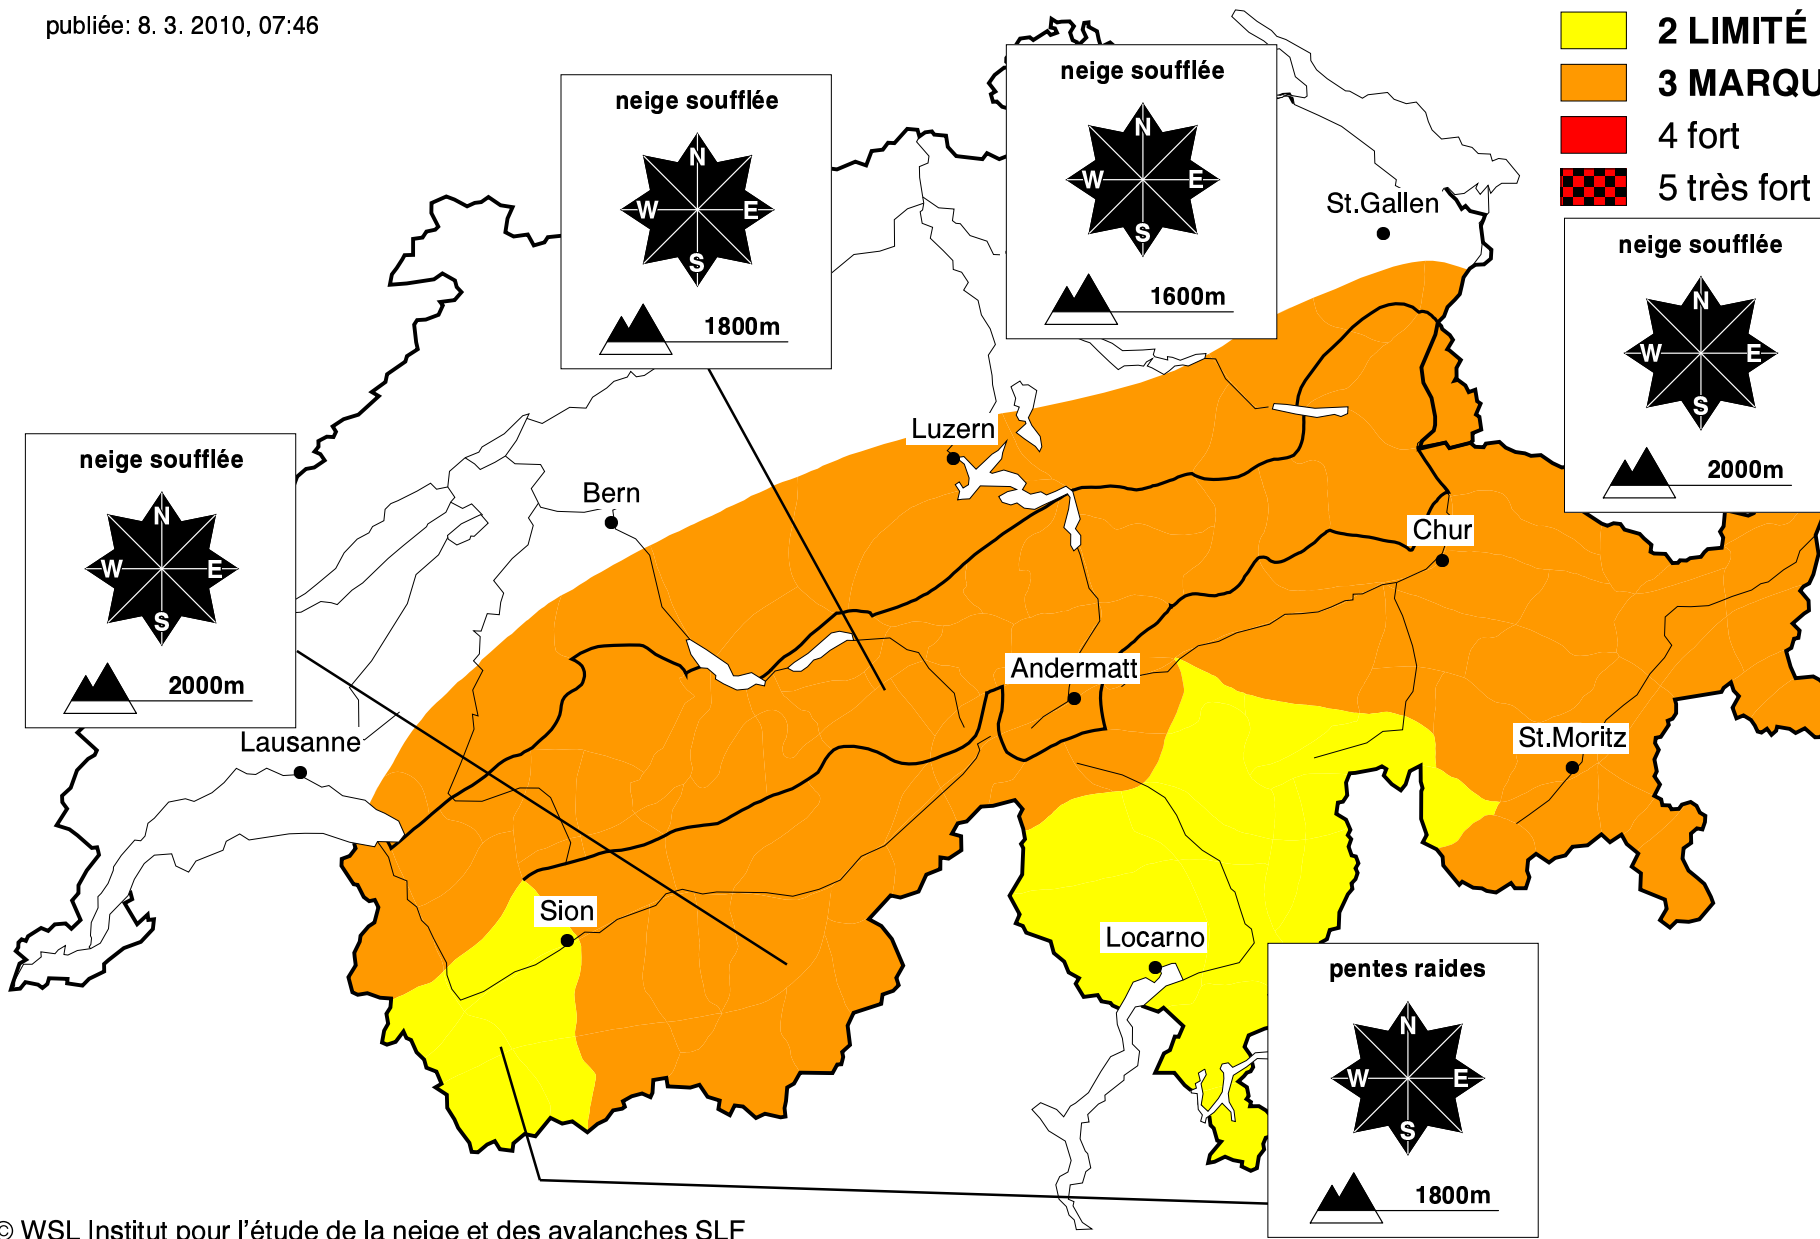 publiée: 8. 3. 2010, 07:46
2 LIMITÉ
3 MARQU
4 fort
5 très fort
neige soufflée
N
W E
S
1800m
neige soufflée
N
W E
S
1600m
neige soufflée
N
W E
S
2000m
neige soufflée
N
W E
S
2000m
St.Gallen
Luzern
Bern
Chur
Andermatt
St.Moritz
Lausanne
Sion
Locarno
pentes raides
N
W E
S
1800m
© WSL Institut pour l'étude de la neige et des avalanches SLF